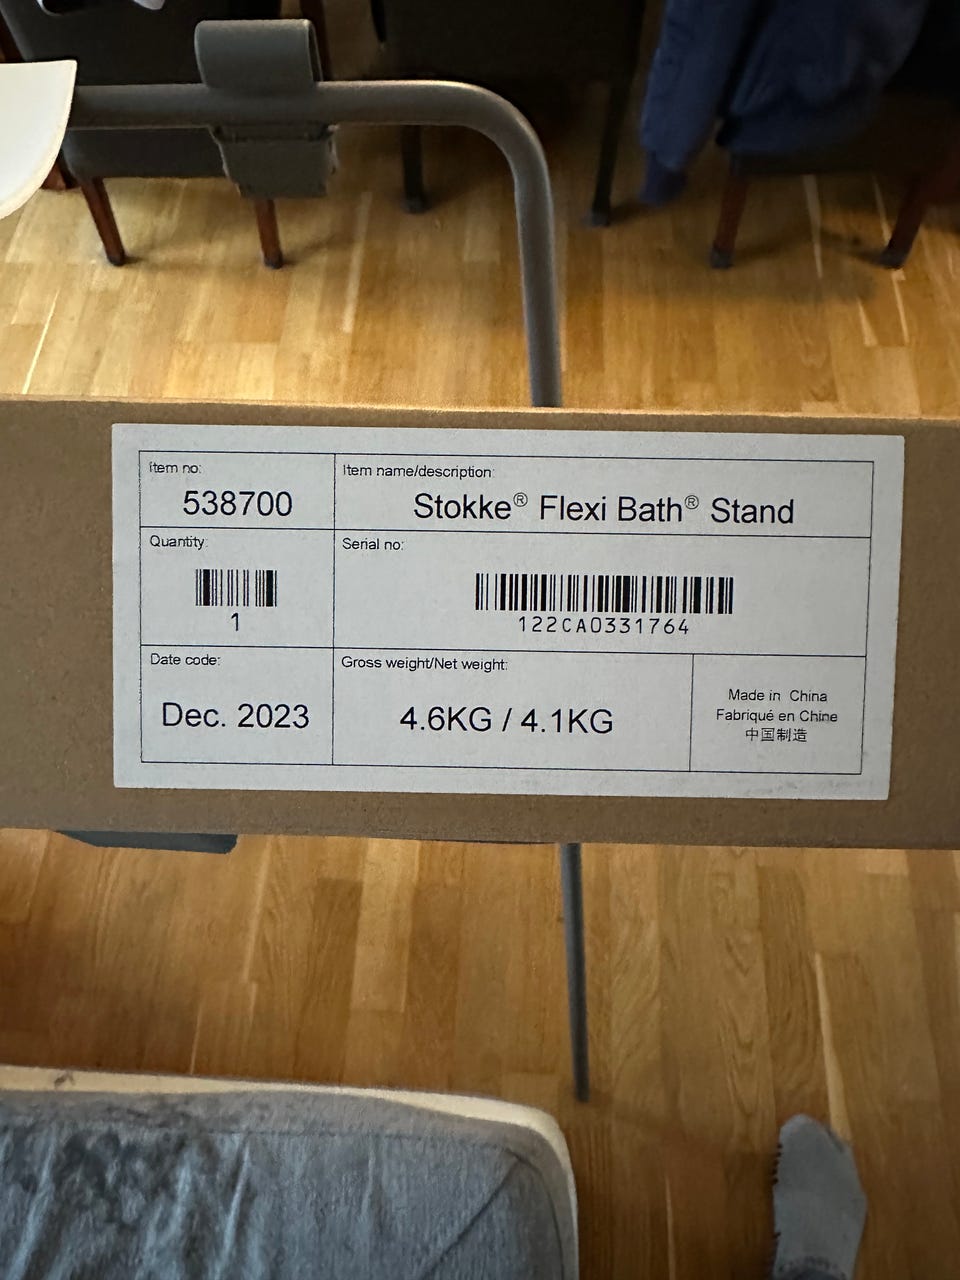 Item no:
538700
Item name/description:
Stokke® Flexi Bath® Stand
Quantity:
1
Serial no:
122CA0331764
Date code:
Dec. 2023
Gross weight/Net weight:
4.6KG / 4.1KG
Made in China
Fabriqué en Chine
中国制造